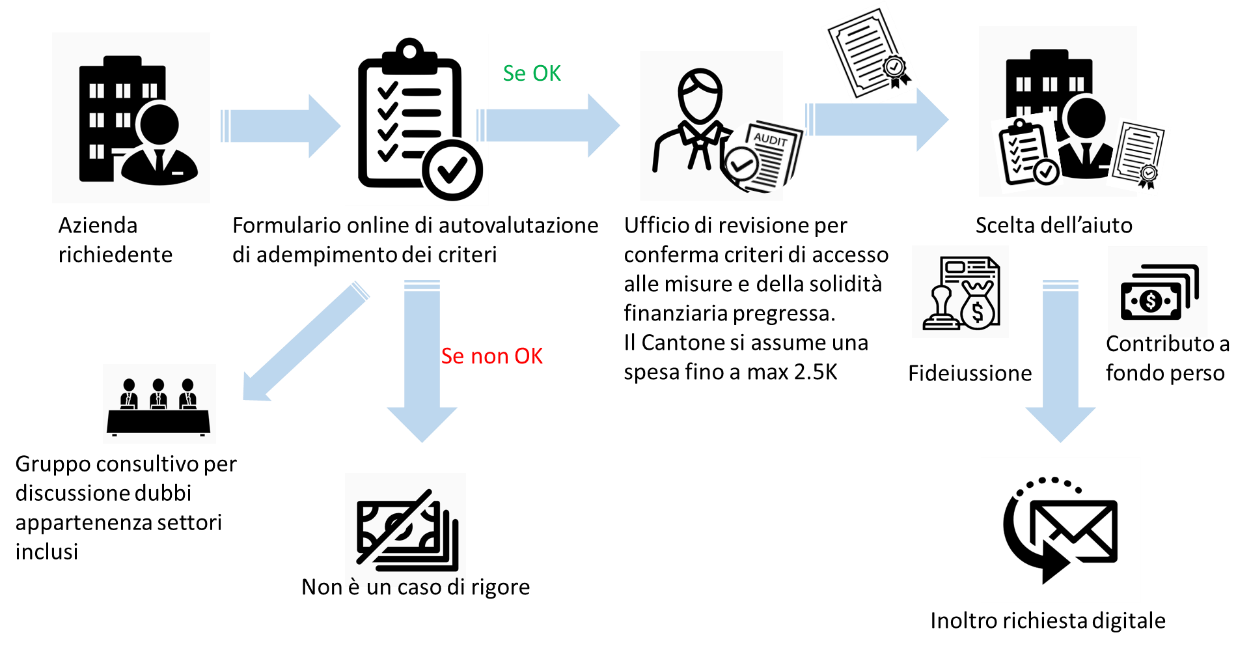 Se OK
AUDIT
Azienda
richiedente
Formulario online di autovalutazione
di adempimento dei criteri
Ufficio di revisione per
conferma criteri di accesso
alle misure e della solidità
finanziaria pregressa.
Il Cantone si assume una
spesa fino a max 2.5K
Scelta dell’aiuto
Se non OK
Fideiussione
Contributo a
fondo perso
Gruppo consultivo per
discussione dubbi
appartenenza settori
inclusi
Non è un caso di rigore
Inoltro richiesta digitale